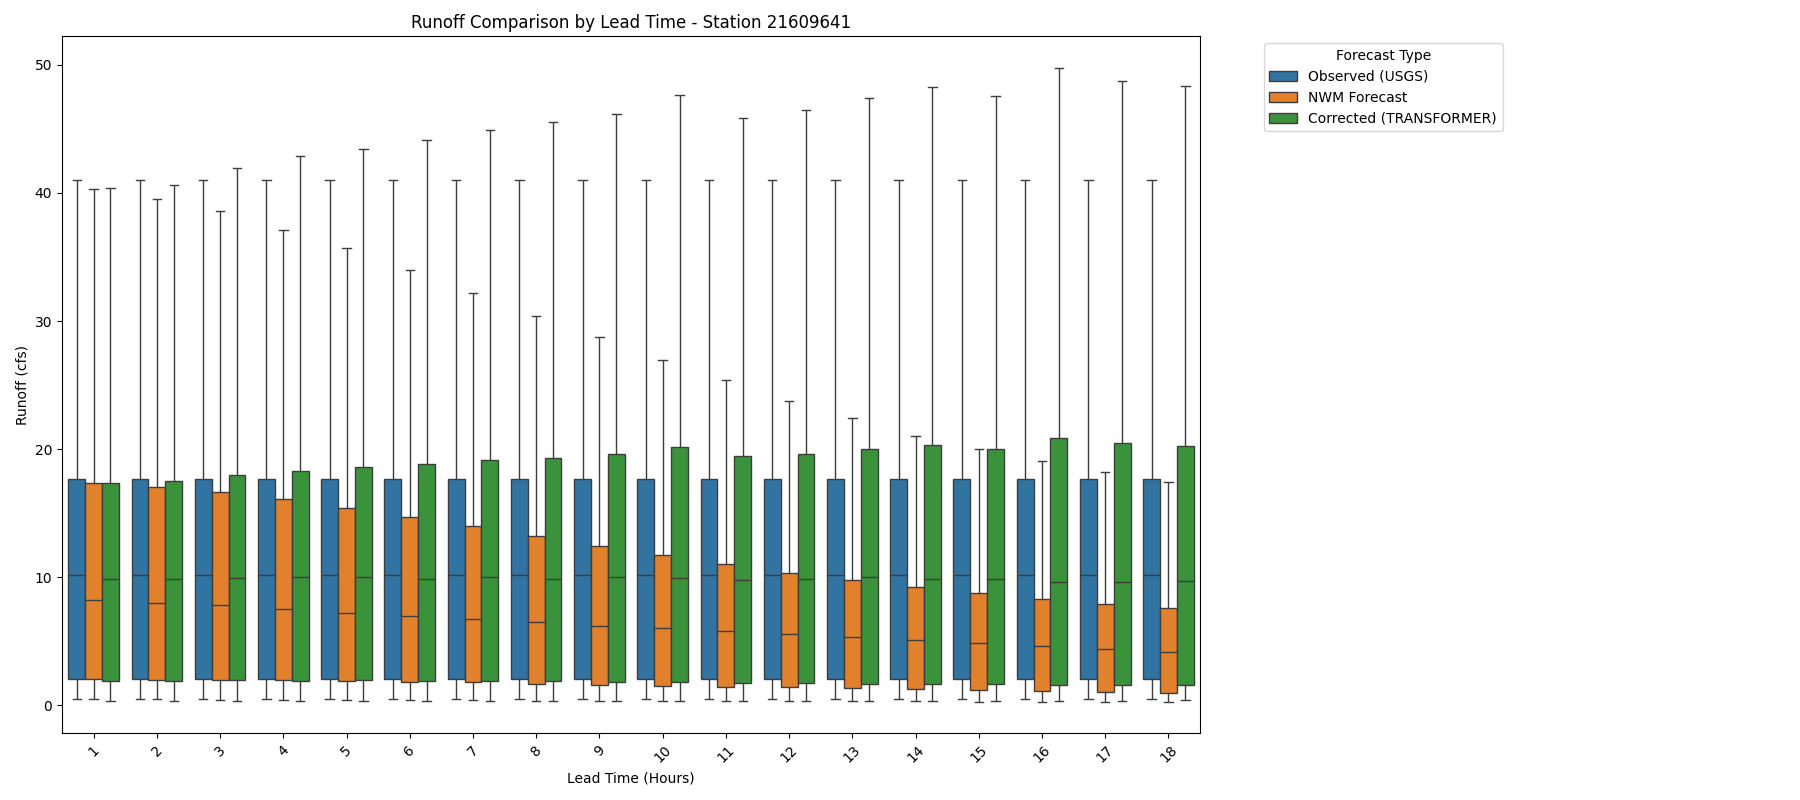 Runoff Comparison by Lead Time - Station 21609641
Forecast Type
Observed (USGS)
NWM Forecast
Corrected (TRANSFORMER)
Runoff (cfs)
50
40
30
20
10
0
1 2 3 4 5 6 7 8 9 10 11 12 13 14 15 16 17 18
Lead Time (Hours)